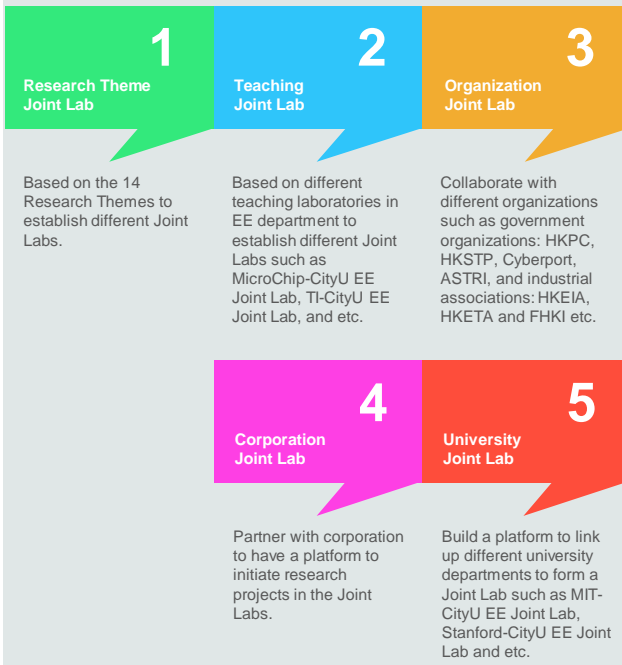 1
Research Theme
Joint Lab
Based on the 14
Research Themes to
establish different Joint
Labs.
2
Teaching
Joint Lab
Based on different
teaching laboratories in
EE department to
establish different Joint
Labs such as
MicroChip-CityU EE
Joint Lab, TI-CityU EE
Joint Lab, and etc.
3
Organization
Joint Lab
Collaborate with
different organizations
such as government
organizations: HKPC,
HKSTP, Cyberport,
ASTRI, and industrial
associations: HKEIA,
HKETA and FHKI etc.
4
Corporation
Joint Lab
Partner with corporation
to have a platform to
initiate research
projects in the Joint
Labs.
5
University
Joint Lab
Build a platform to link
up different university
departments to form a
Joint Lab such as MIT-
CityU EE Joint Lab,
Stanford-CityU EE Joint
Lab and etc.